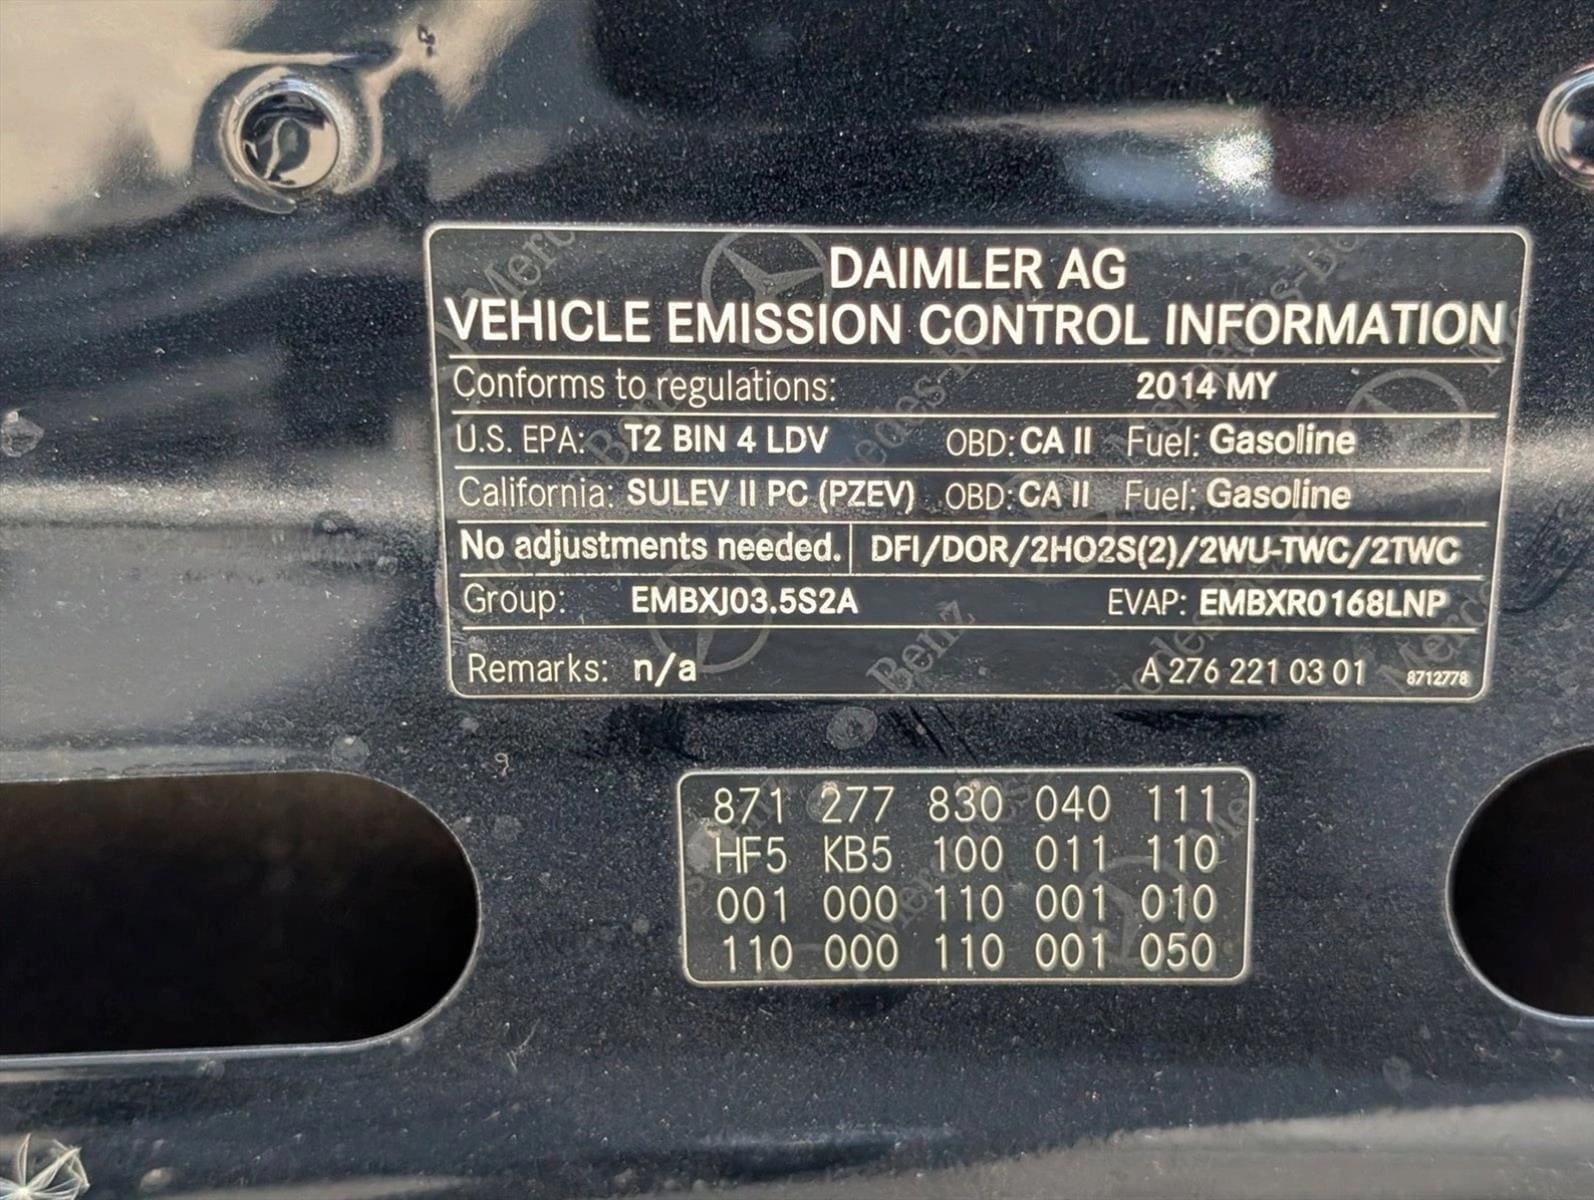 DAIMLER AG
VEHICLE EMISSION CONTROL INFORMATION
Conforms to regulations: 2014 MY
U.S. EPA: T2 BIN 4 LDV OBD: CA II Fuel: Gasoline
California: SULEV II PC (PZEV) OBD: CA II Fuel: Gasoline
No adjustments needed. DFI/DOR/2HO2S(2)/2WU-TWC/2TWC
Group: EMBXJ03.5S2A EVAP: EMBXR0168LNP
Remarks: n/a A 276 221 03 01 8712778
871 277 830 040 111
HF5 KB5 100 011 110
001 000 110 001 010
110 000 110 001 050